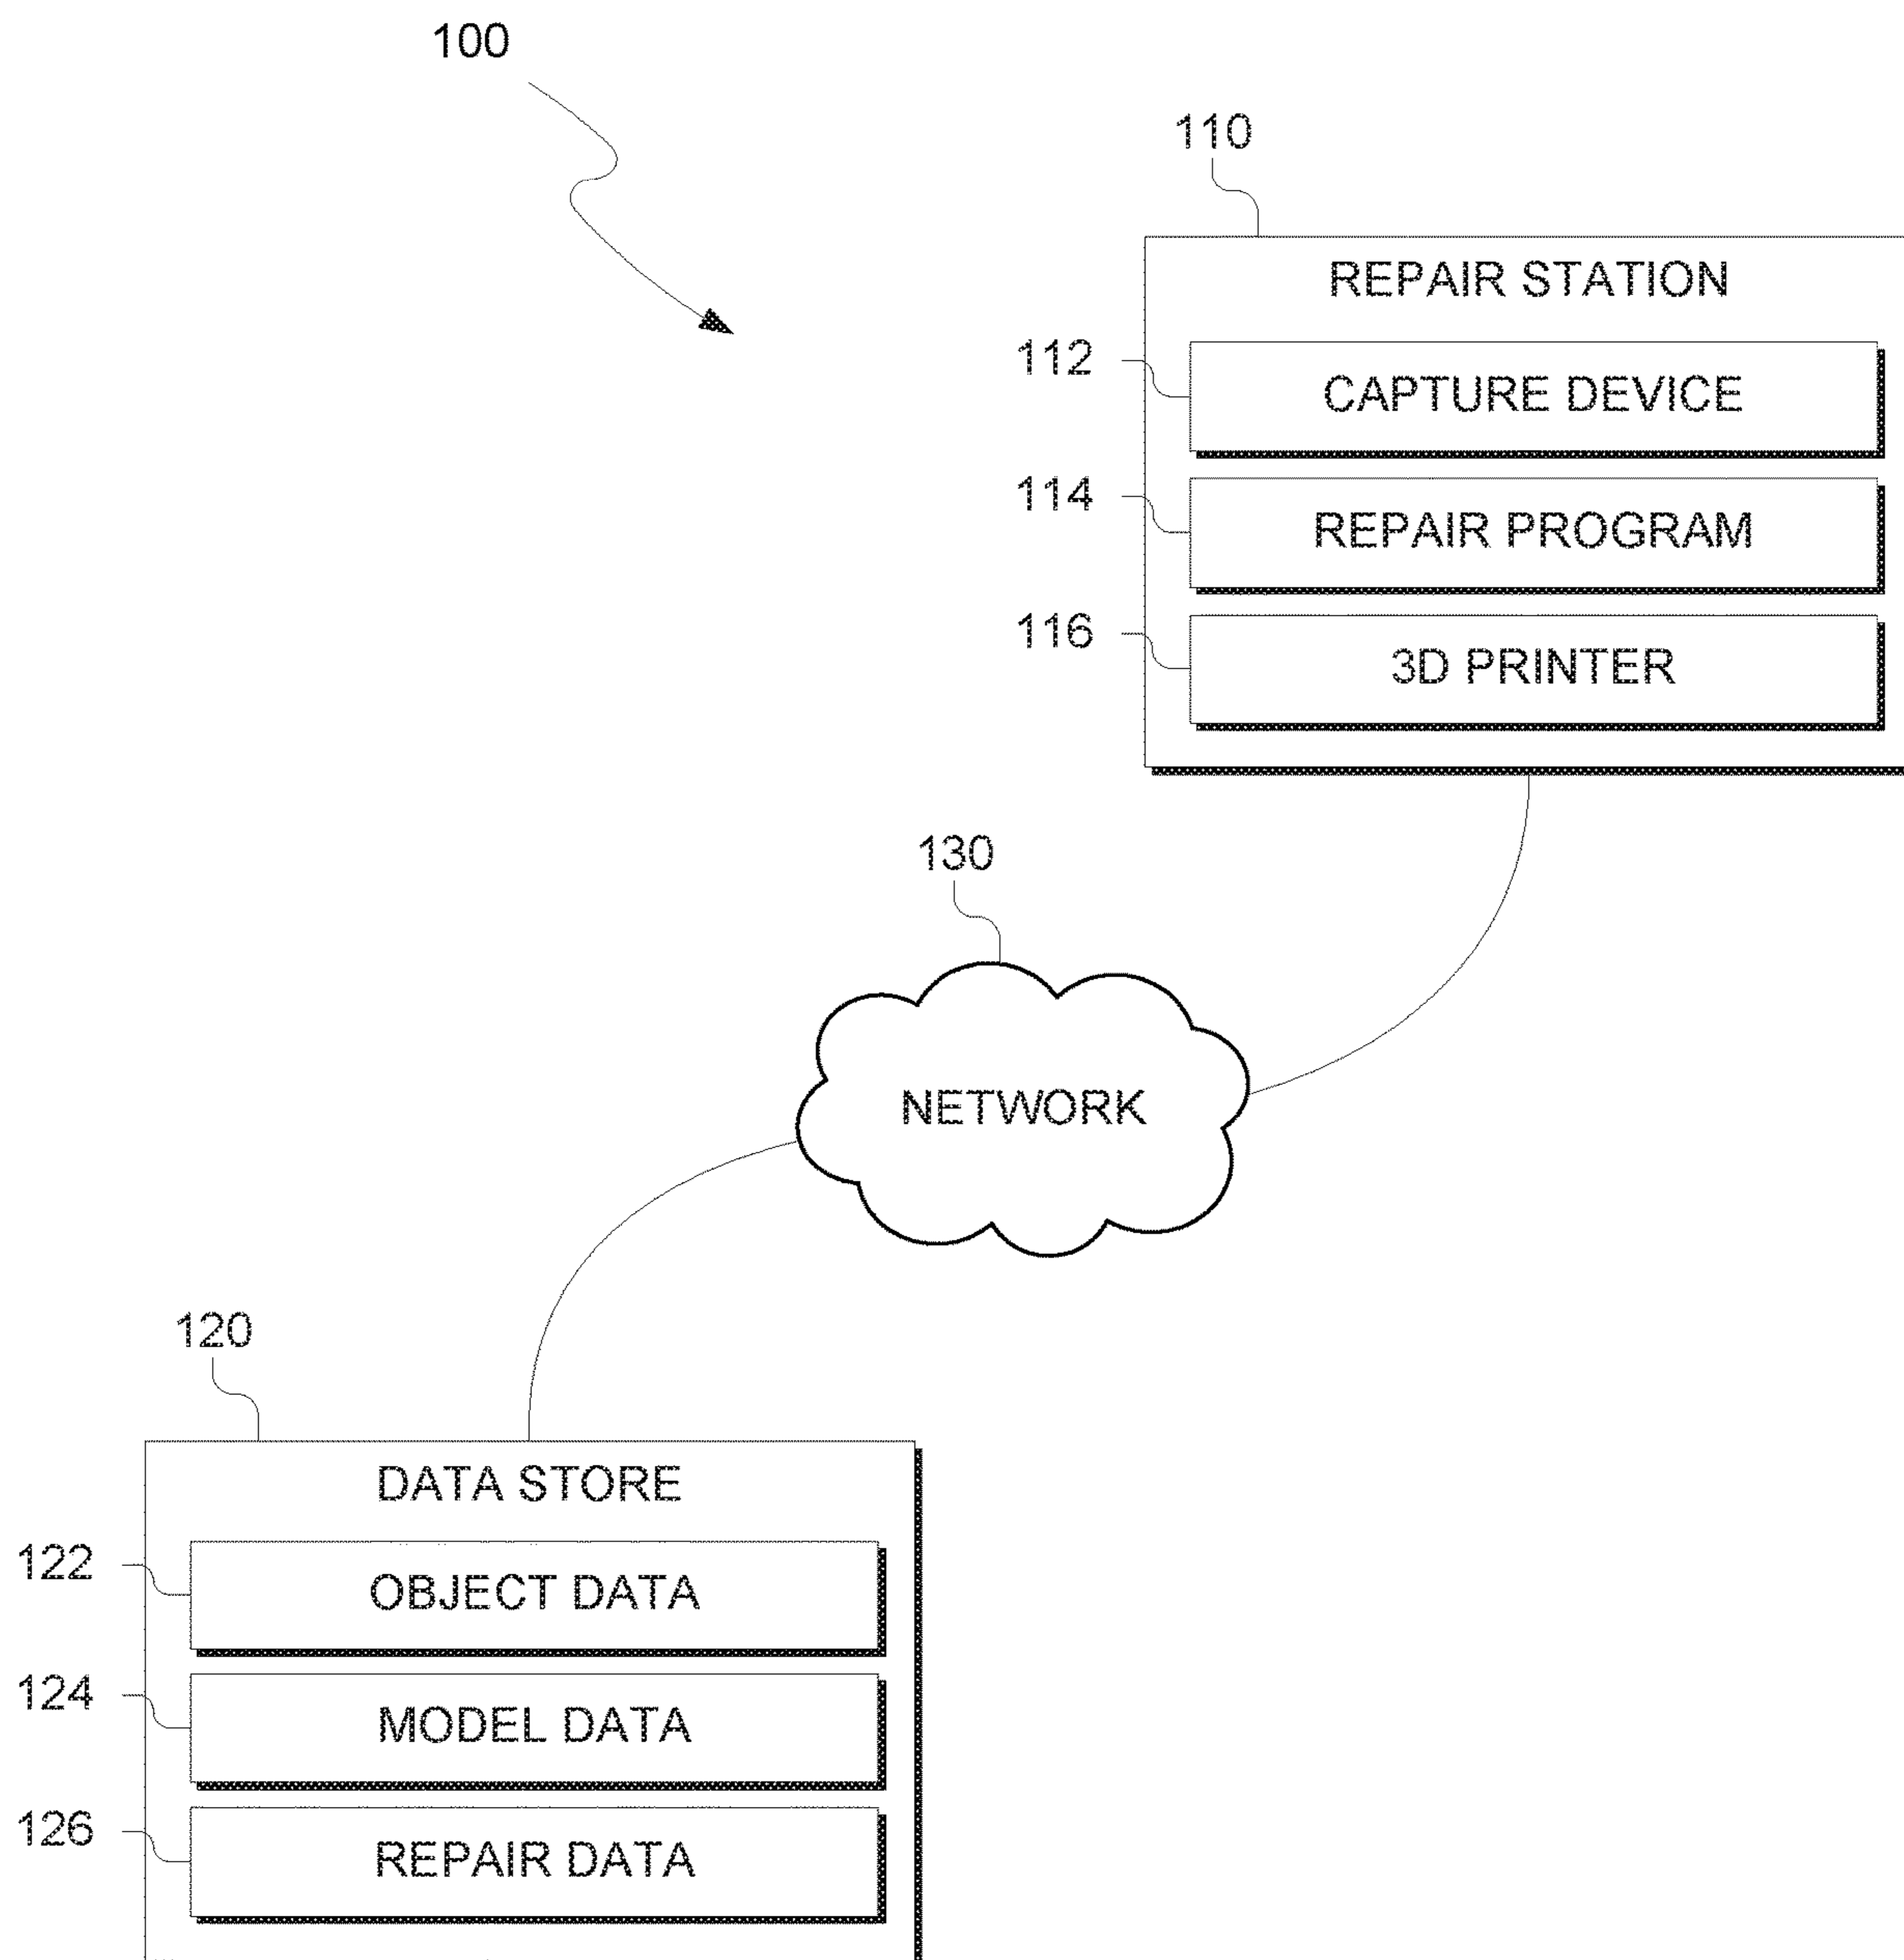 100
110
REPAIR STATION
112
CAPTURE DEVICE
114
REPAIR PROGRAM
116
3D PRINTER
130
NETWORK
120
DATA STORE
122
OBJECT DATA
124
MODEL DATA
126
REPAIR DATA